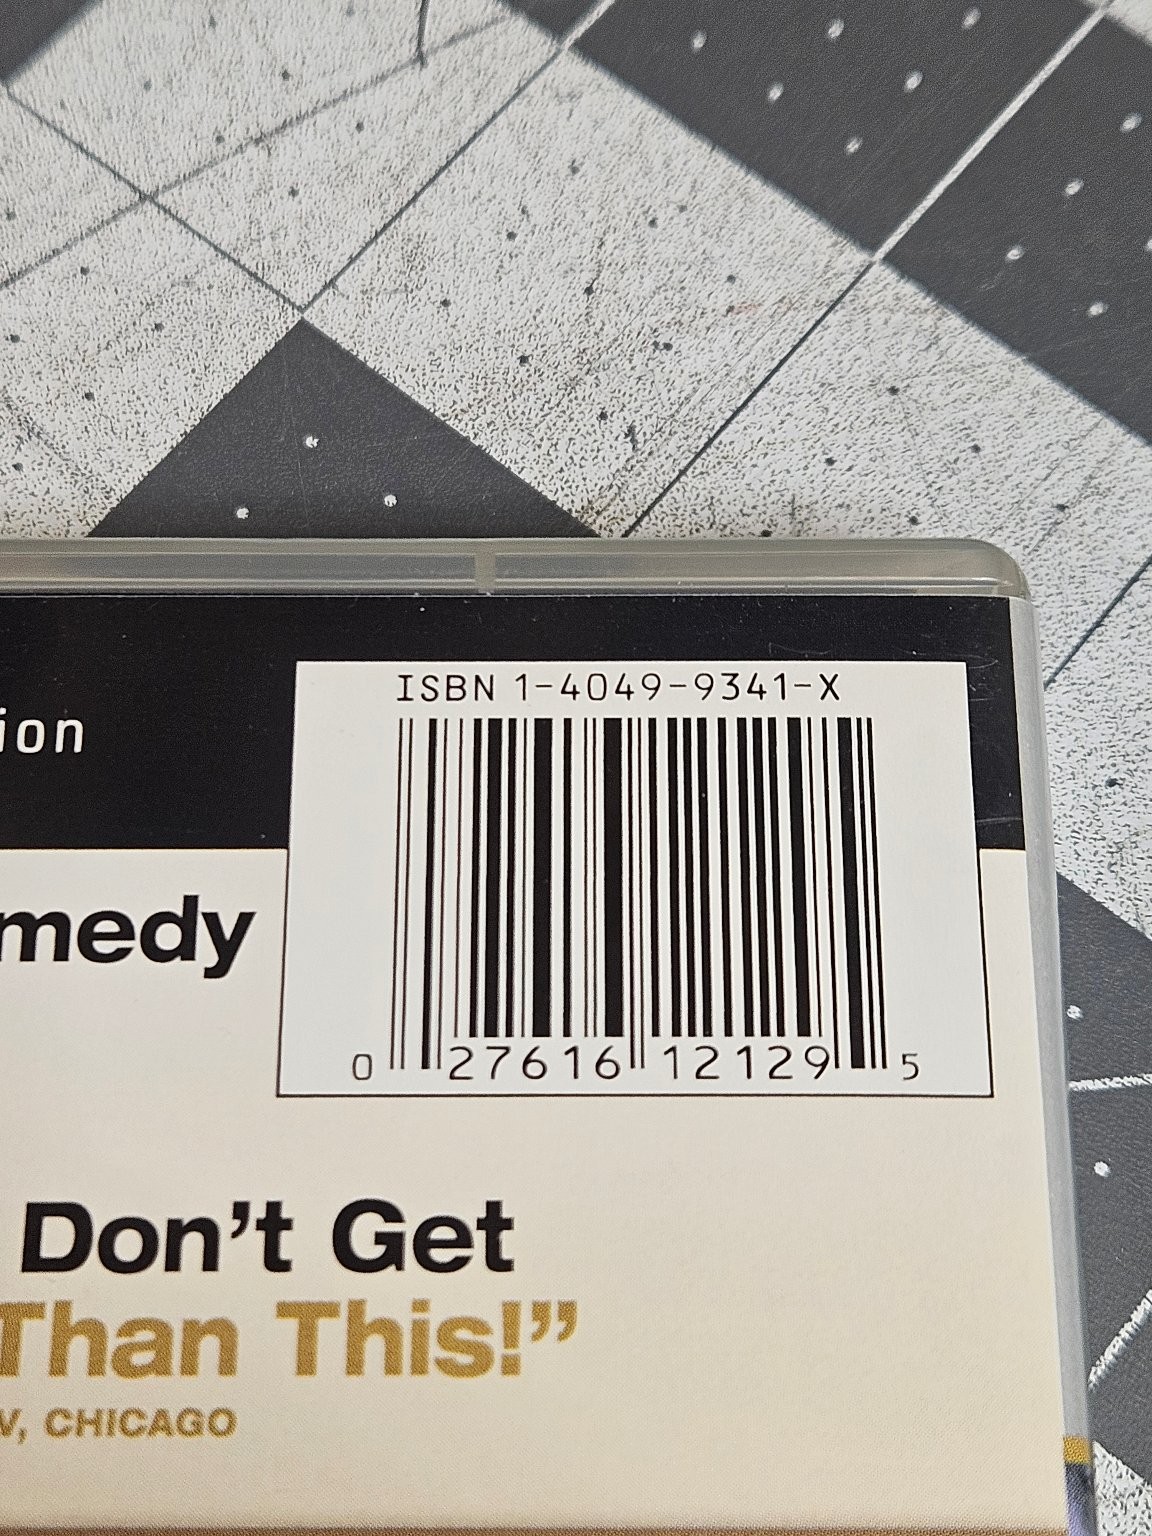 ISBN 1-4049-9341-X
ion
medy
0 27616 12129 5
Don't Get
Than This!”
V, CHICAGO